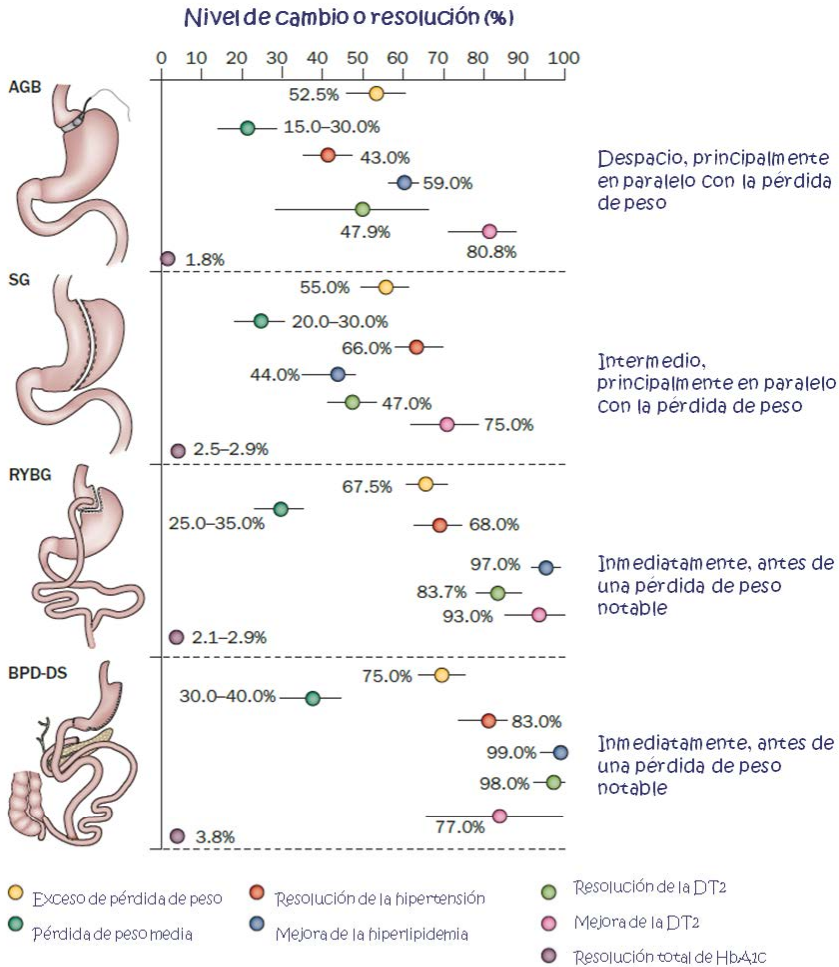 Nivel de cambio o resolución (%)
0 10 20 30 40 50 60 70 80 90 100
AGB
52.5%
15.0–30.0%
43.0%
59.0%
47.9%
80.8%
1.8%
Despacio, principalmente
en paralelo con la pérdida
de peso
SG
55.0%
20.0–30.0%
66.0%
44.0%
47.0%
75.0%
2.5–2.9%
Intermedio,
principalmente en paralelo
con la pérdida de peso
RYBG
67.5%
25.0–35.0%
68.0%
97.0%
83.7%
93.0%
2.1–2.9%
Inmediatamente, antes de
una pérdida de peso
notable
BPD-DS
75.0%
30.0–40.0%
83.0%
99.0%
98.0%
77.0%
3.8%
Inmediatamente, antes de
una pérdida de peso
notable
Exceso de pérdida de peso
Pérdida de peso media
Resolución de la hipertensión
Mejora de la hiperlipidemia
Resolución de la DT2
Mejora de la DT2
Resolución total de HbA1c